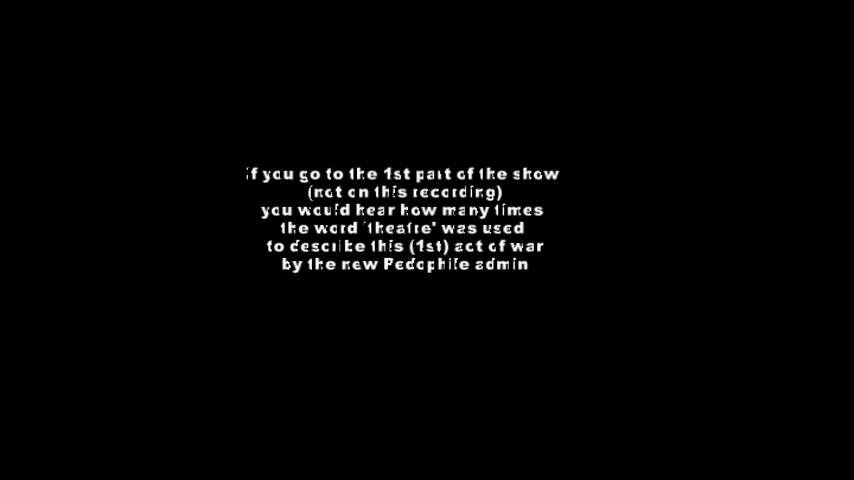 if you go to the 1st part of the show
(not on this recording)
you would hear how many times
the word 'theatre' was used
to describe this (1st) act of war
by the new Pedophile admin